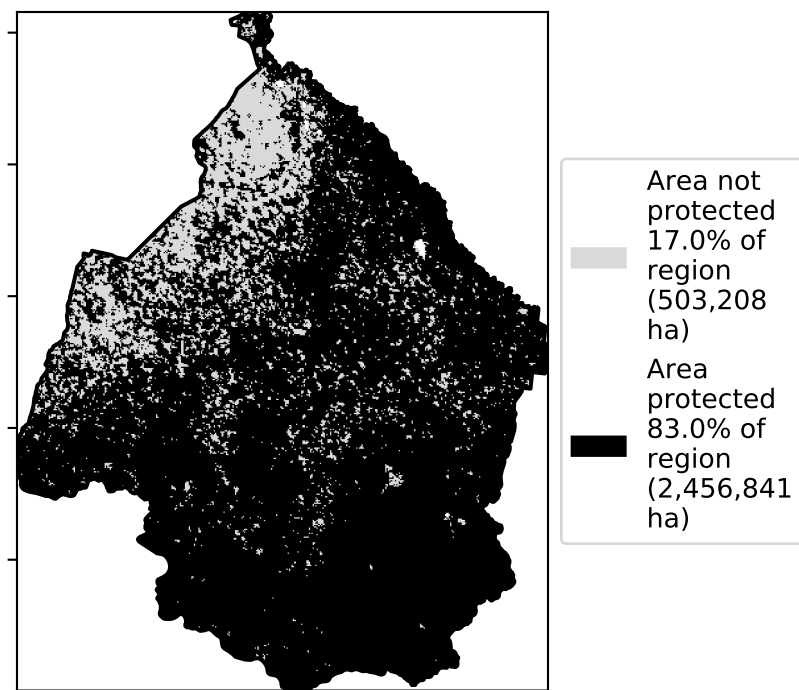 Area not
protected
17.0% of
region
(503,208
ha)
Area
protected
83.0% of
region
(2,456,841
ha)